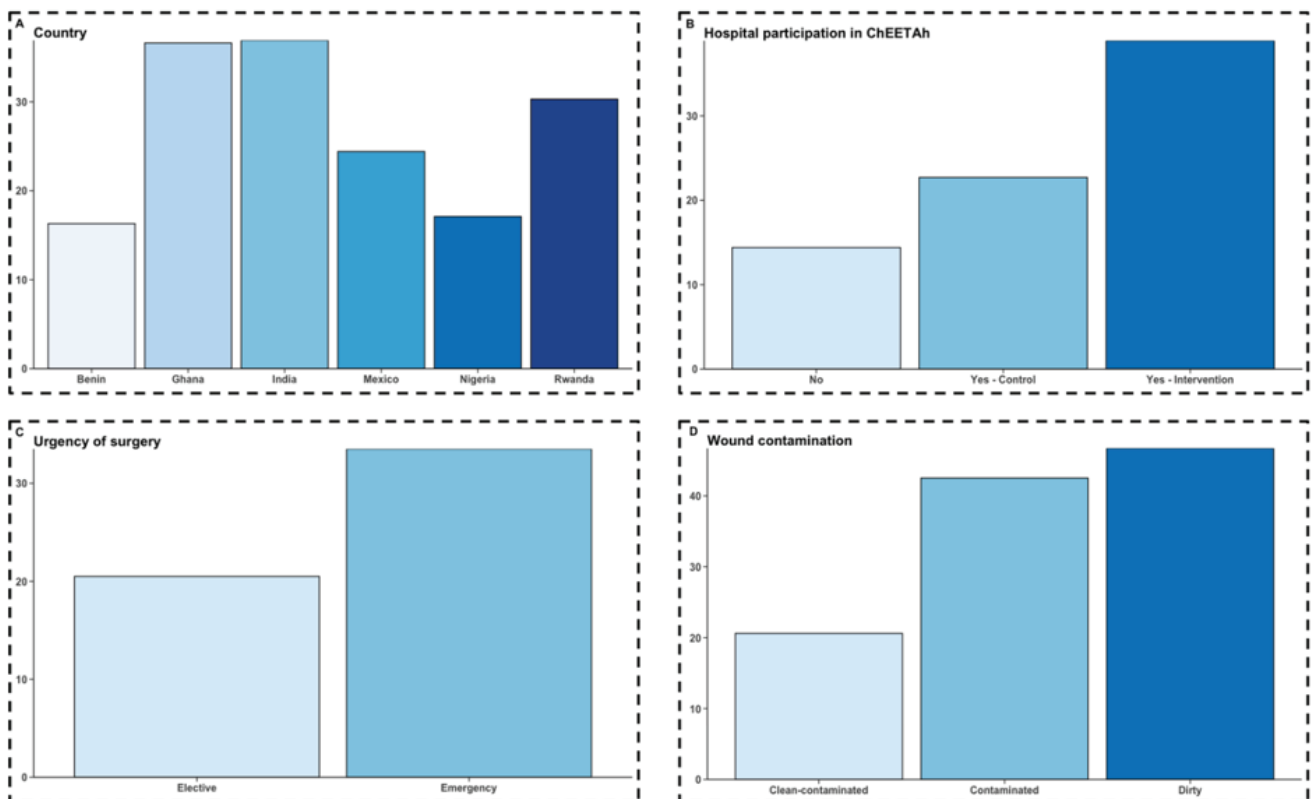 A
Country
30
20
10
0
Benin Ghana India Mexico Nigeria Rwanda
B
Hospital participation in ChEETAh
30
20
10
0
No Yes - Control Yes - Intervention
C
Urgency of surgery
30
20
10
0
Elective Emergency
D
Wound contamination
40
30
20
10
0
Clean-contaminated Contaminated Dirty